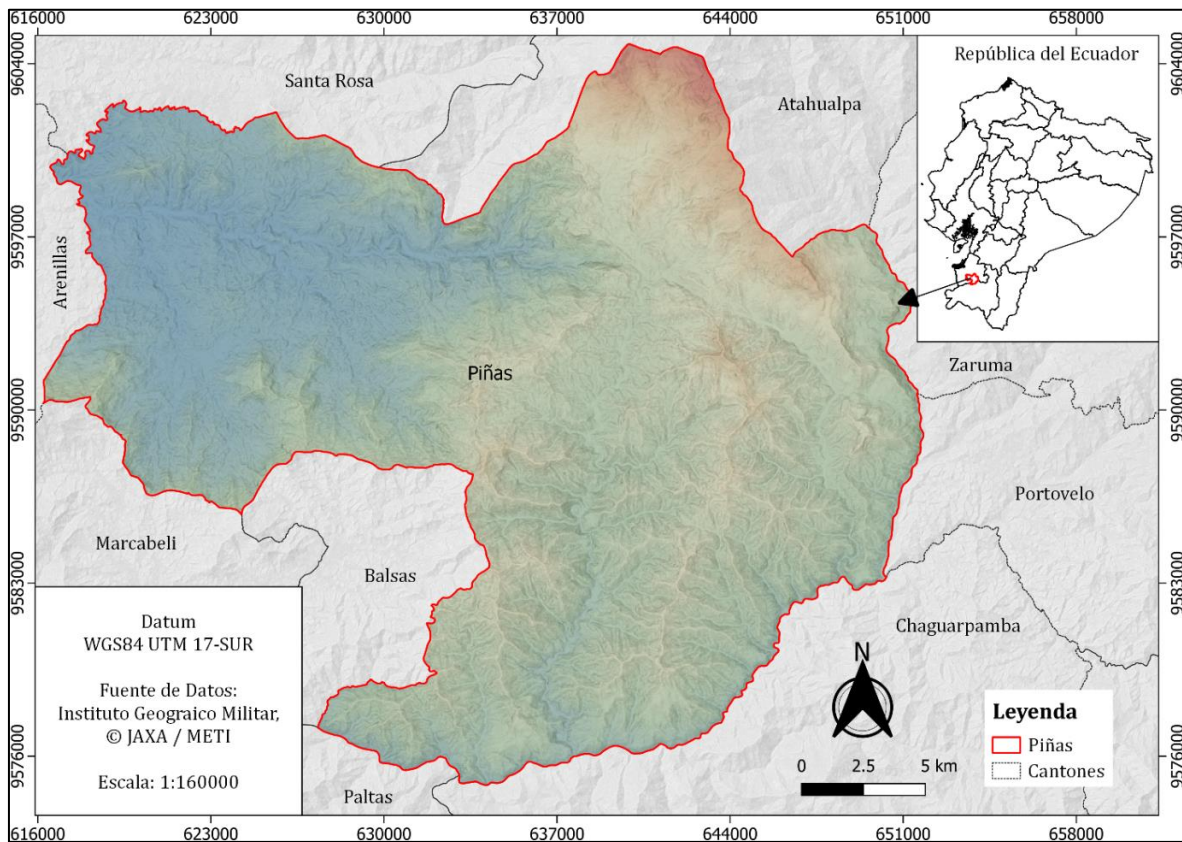 616000 623000 630000 637000 644000 651000 658000
9604000
9597000
9590000
9583000
9576000
9604000
9597000
9590000
9583000
9576000
República del Ecuador
Santa Rosa
Atahualpa
Arenillas
Piñas
Zaruma
Portovelo
Marcabeli
Balsas
Chaguarpamba
Paltas
Datum
WGS84 UTM 17-SUR
Fuente de Datos:
Instituto Geograico Militar,
© JAXA / METI
Escala: 1:160000
N
0 2.5 5 km
Leyenda
Piñas
Cantones
616000 623000 630000 637000 644000 651000 658000